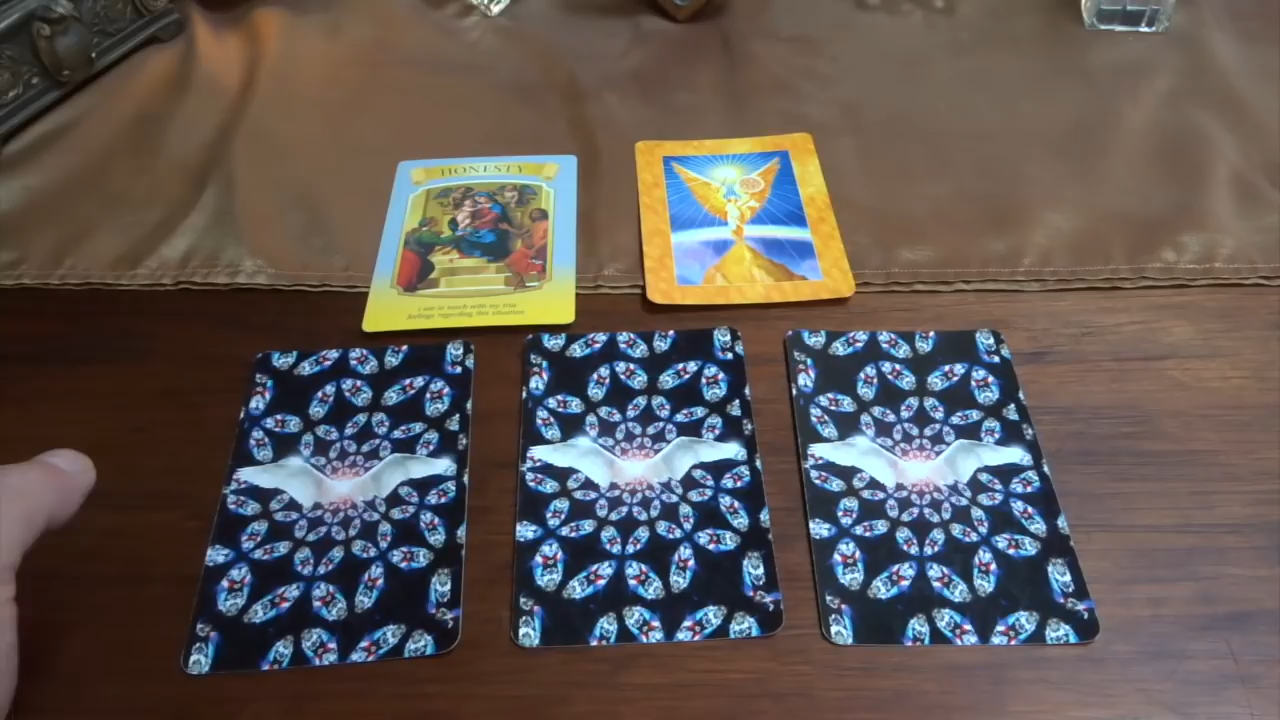 HONESTY
I am in touch with my true
feelings regarding this situation